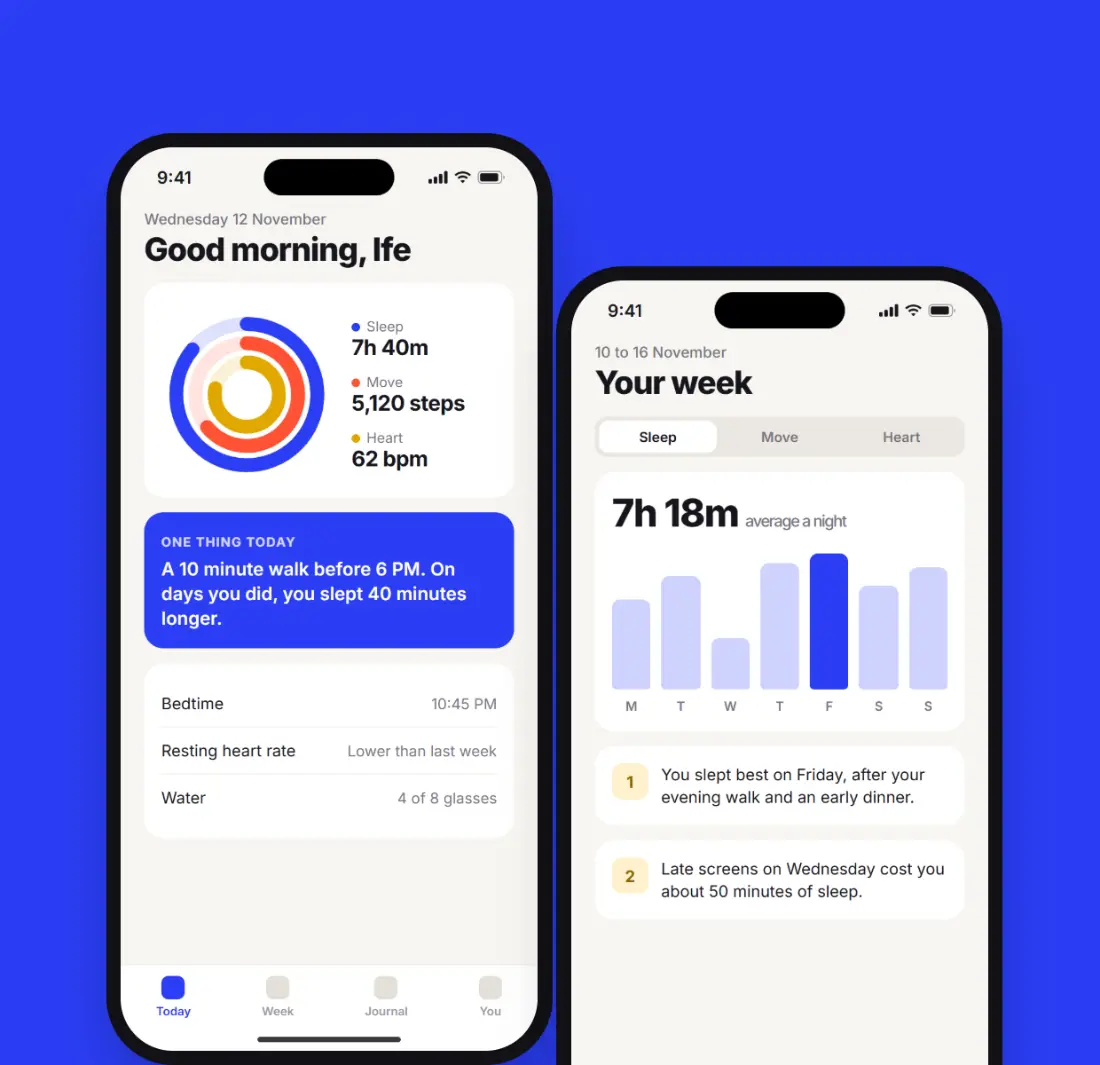 9:41
Wednesday 12 November
Good morning, Ife
Sleep
7h 40m
Move
5,120 steps
Heart
62 bpm
ONE THING TODAY
A 10 minute walk before 6 PM. On
days you did, you slept 40 minutes
longer.
Bedtime 10:45 PM
Resting heart rate Lower than last week
Water 4 of 8 glasses
Today Week Journal You
9:41
10 to 16 November
Your week
Sleep Move Heart
7h 18m average a night
M T W T F S S
1 You slept best on Friday, after your
evening walk and an early dinner.
2 Late screens on Wednesday cost you
about 50 minutes of sleep.